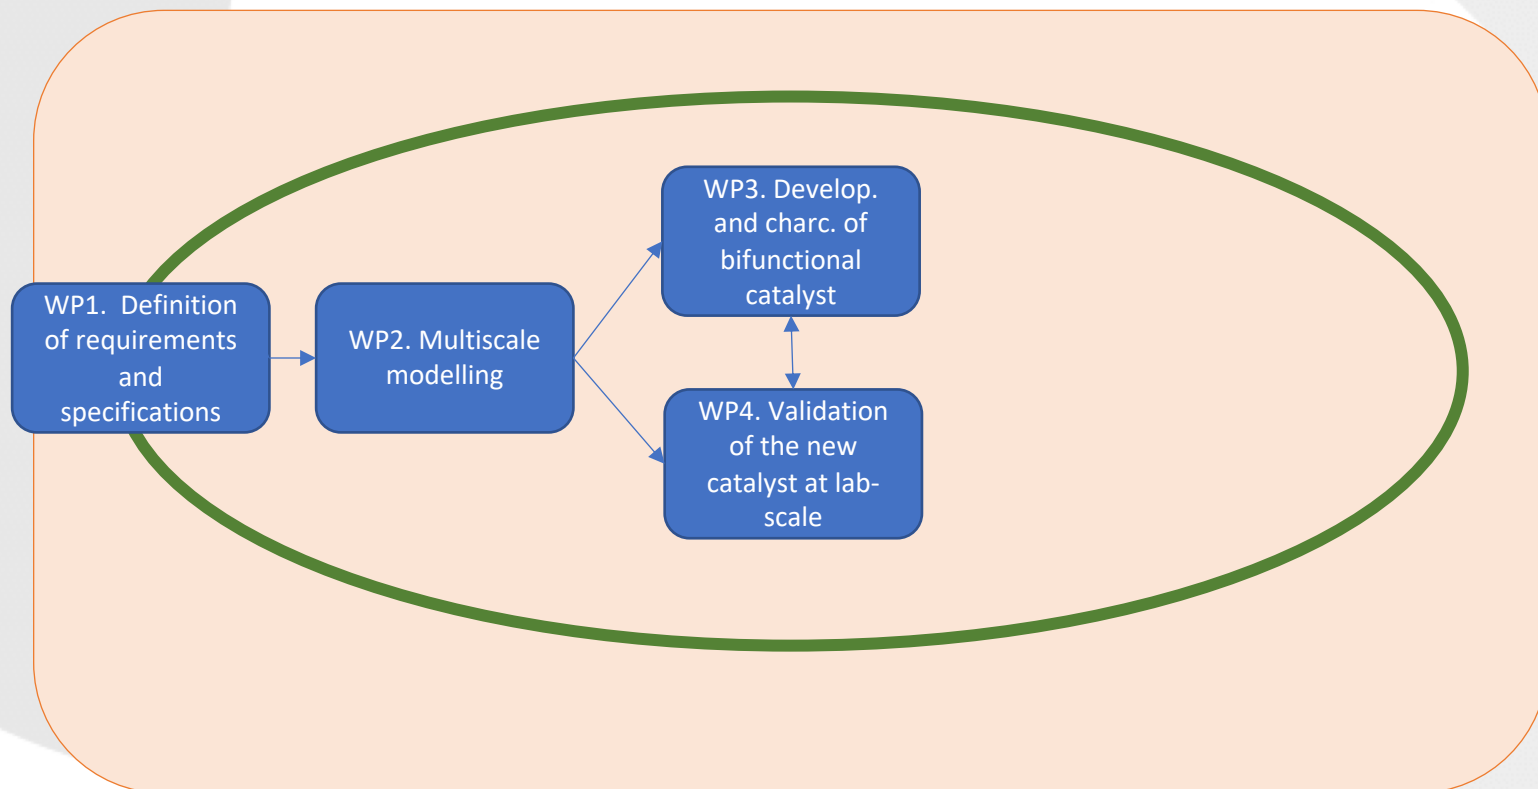 WP1. Definition
of requirements
and
specifications
WP2. Multiscale
modelling
WP3. Develop.
and charc. of
bifunctional
catalyst
WP4. Validation
of the new
catalyst at lab-
scale